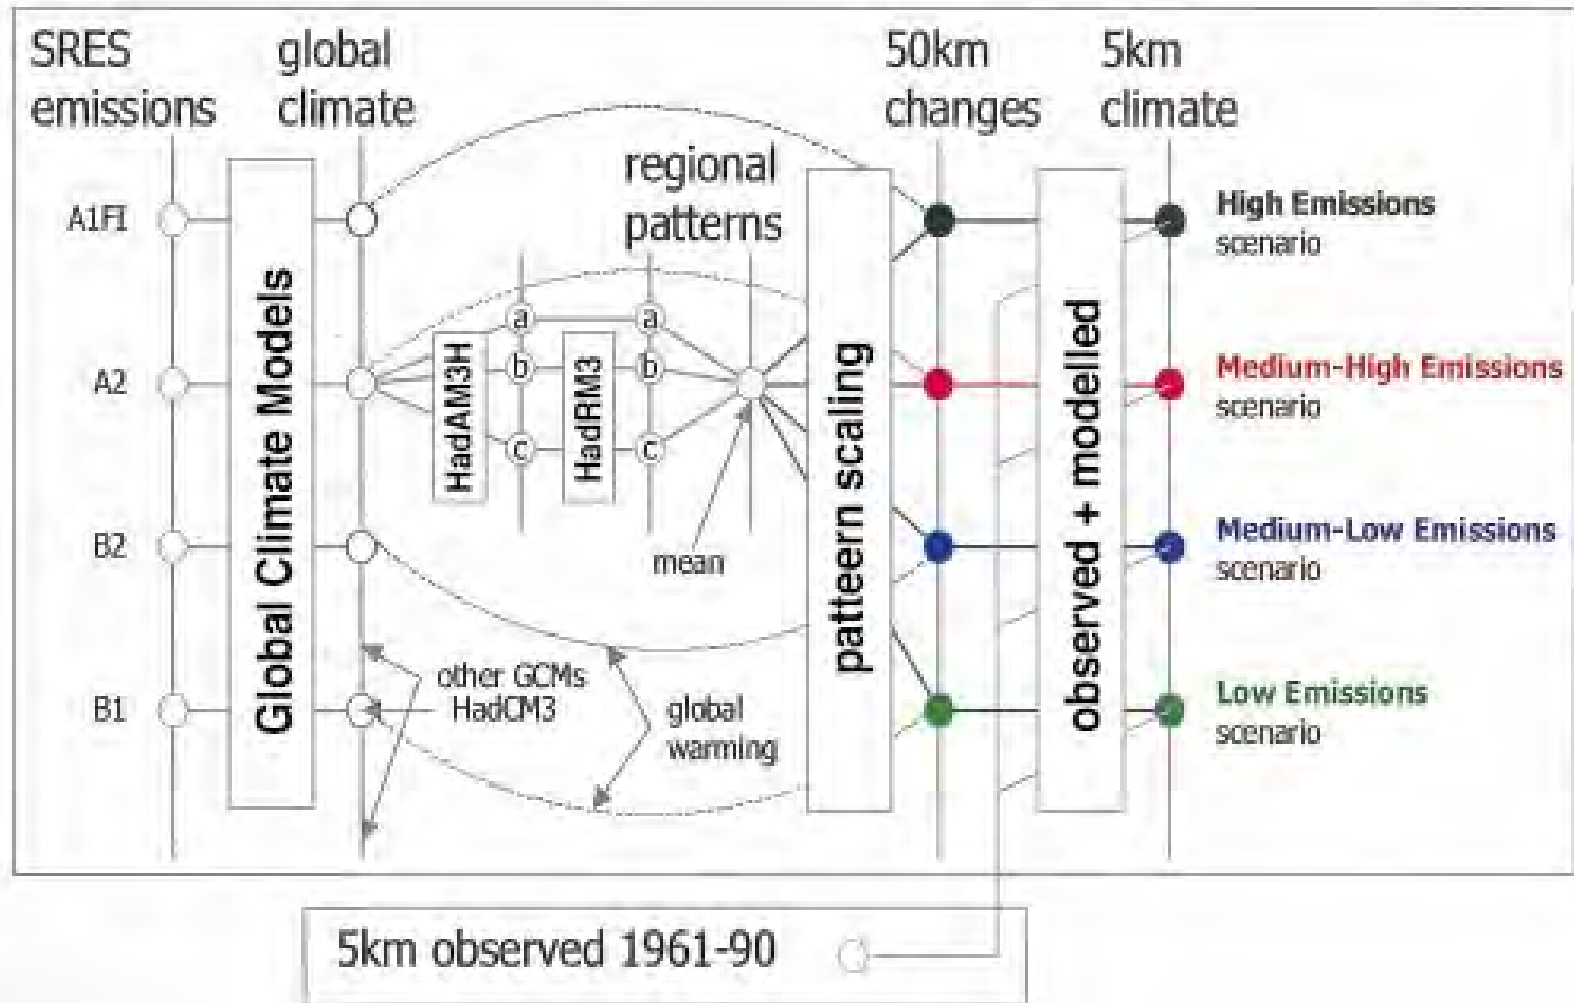 SRES
emissions
global
climate
50km
changes
5km
climate
regional
patterns
A1FI
A2
B2
B1
Global Climate Models
HadAM3H
HadRM3
a
b
c
a
b
c
mean
other GCMs
HadCM3
global
warming
patteern scaling
observed + modelled
High Emissions
scenario
Medium-High Emissions
scenario
Medium-Low Emissions
scenario
Low Emissions
scenario
5km observed 1961-90